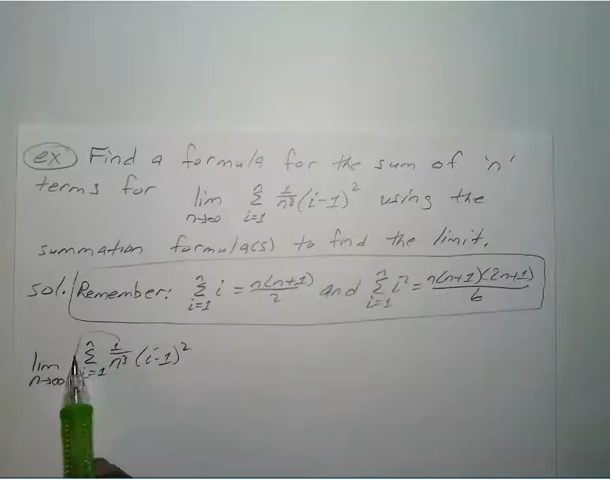 ex Find a formula for the sum of 'n'
terms for lim n→∞ Σ i=1 n 1/n³ (i-1)² using the
summation formula(s) to find the limit.
sol. Remember: Σ i=1 n i = n(n+1)/2 and Σ i=1 n i² = n(n+1)(2n+1)/6
lim n→∞ Σ i=1 n 1/n³ (i-1)²